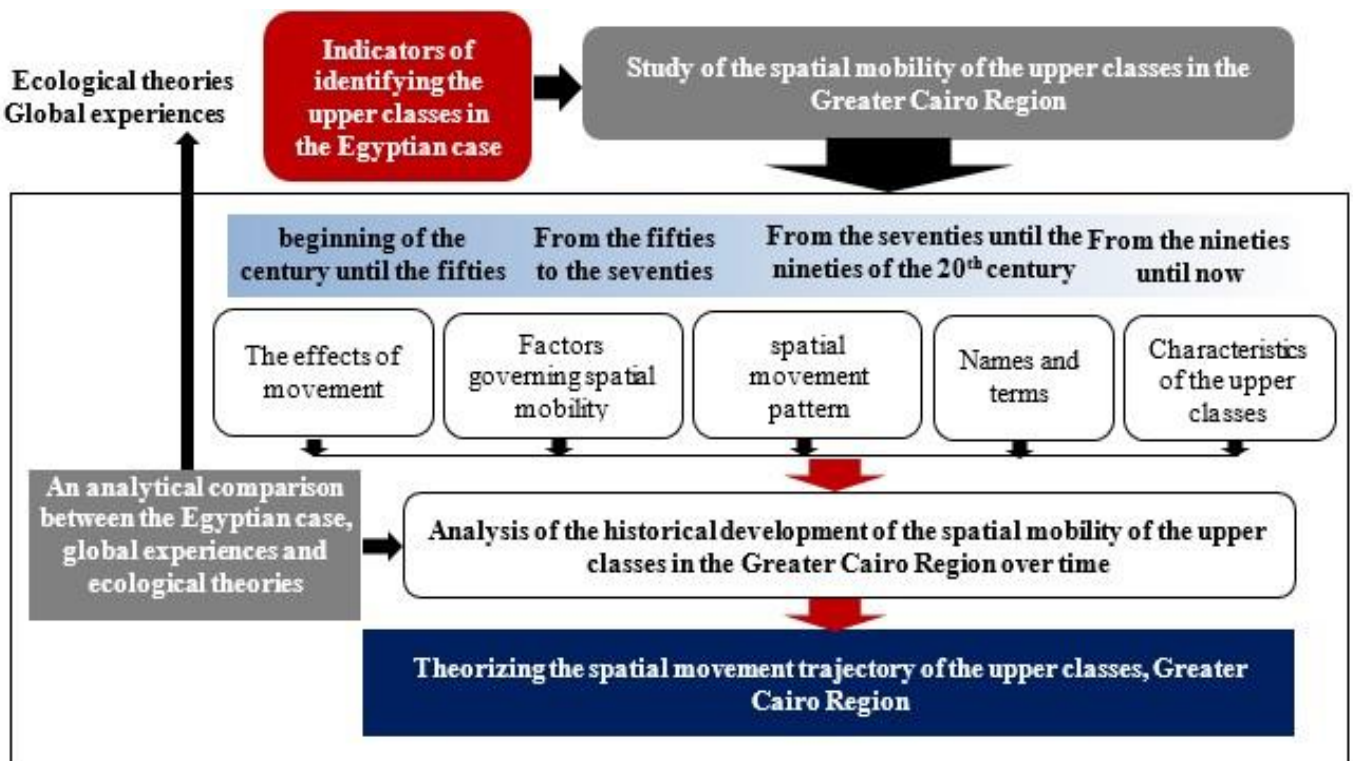 Ecological theories
Global experiences
Indicators of
identifying the
upper classes in
the Egyptian case
Study of the spatial mobility of the upper classes in the
Greater Cairo Region
beginning of the
century until the fifties
From the fifties
to the seventies
From the seventies until the
nineties of the 20th century
From the nineties
until now
The effects of
movement
Factors
governing spatial
mobility
spatial
movement
pattern
Names and
terms
Characteristics
of the upper
classes
An analytical comparison
between the Egyptian case,
global experiences and
ecological theories
Analysis of the historical development of the spatial mobility of the upper
classes in the Greater Cairo Region over time
Theorizing the spatial movement trajectory of the upper classes, Greater
Cairo Region